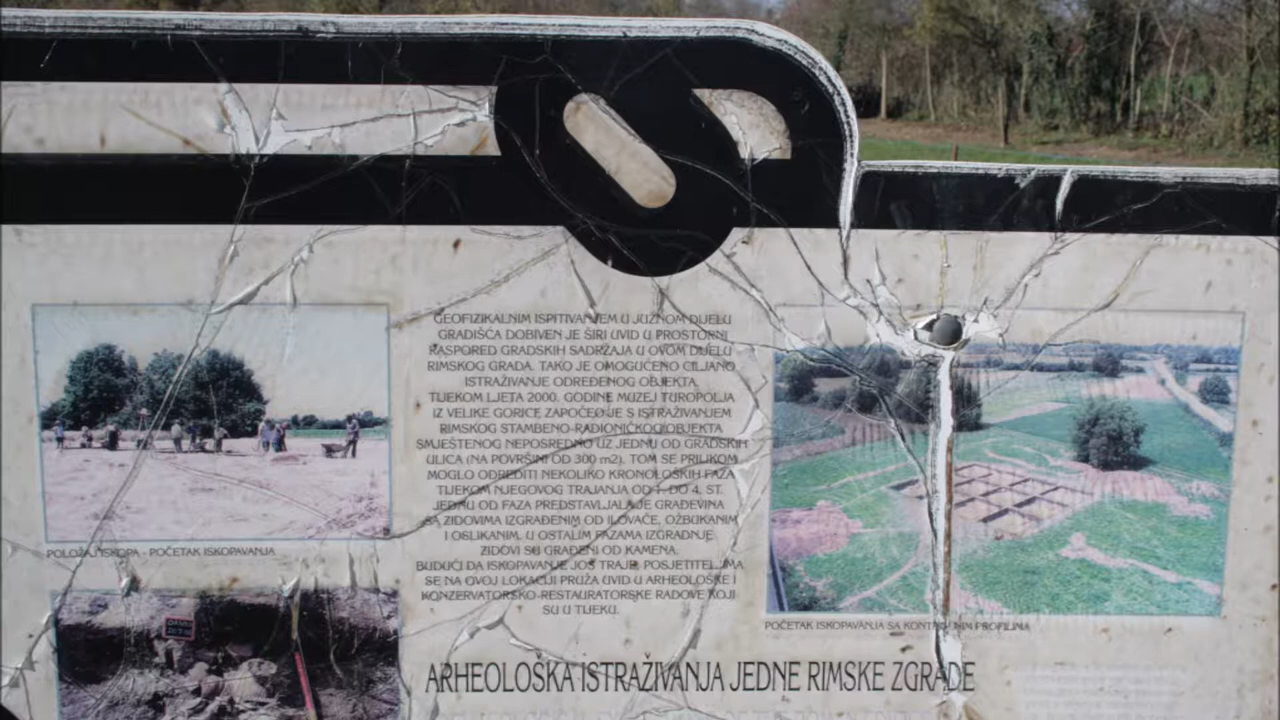 GEOFIZIKALNIM ISPITIVANJEM U JUŽNOM DIJELU
GRADIŠĆA DOBIVEN JE ŠIRI UVID U PROSTORNI
RASPORED GRADSKIH SADRŽAJA U OVOM DIJELU
RIMSKOG GRADA. TAKO JE OMOGUĆENO CILJANO
ISTRAŽIVANJE ODREĐENOG OBJEKTA.
TIJEKOM LJETA 2000. GODINE MUZEJ TUROPOLJA
IZ VELIKE GORICE ZAPOČEO JE S ISTRAŽIVANJEM
RIMSKOG STAMBENO-RADIONIČKOG OBJEKTA
SMJEŠTENOG NEPOSREDNO UZ JEDNU OD GRADSKIH
ULICA (NA POVRŠINI OD 300 m2). TOM SE PRILIKOM
MOGLO ODREDITI NEKOLIKO KRONOLOŠKIH FAZA
TIJEKOM NJEGOVOG TRAJANJA OD 1. DO 4. ST.
JEDNU OD FAZA PREDSTAVLJALA JE GRAĐEVINA
SA ZIDOVIMA IZGRAĐENIM OD ILOVAČE, OŽBUKANIM
I OSLIKANIM. U OSTALIM FAZAMA IZGRADNJE
ZIDOVI SU GRAĐENI OD KAMENA.
BUDUĆI DA ISKOPAVANJE JOŠ TRAJE, POSJETITELJIMA
SE NA OVOJ LOKACIJI PRUŽA UVID U ARHEOLOŠKE I
KONZERVATORSKO-RESTAURATORSKE RADOVE KOJI
SU U TIJEKU.
POLOŽAJ ISKOPA - POČETAK ISKOPAVANJA
POČETAK ISKOPAVANJA SA KONTROLNIM PROFILIMA
ARHEOLOŠKA ISTRAŽIVANJA JEDNE RIMSKE ZGRADE